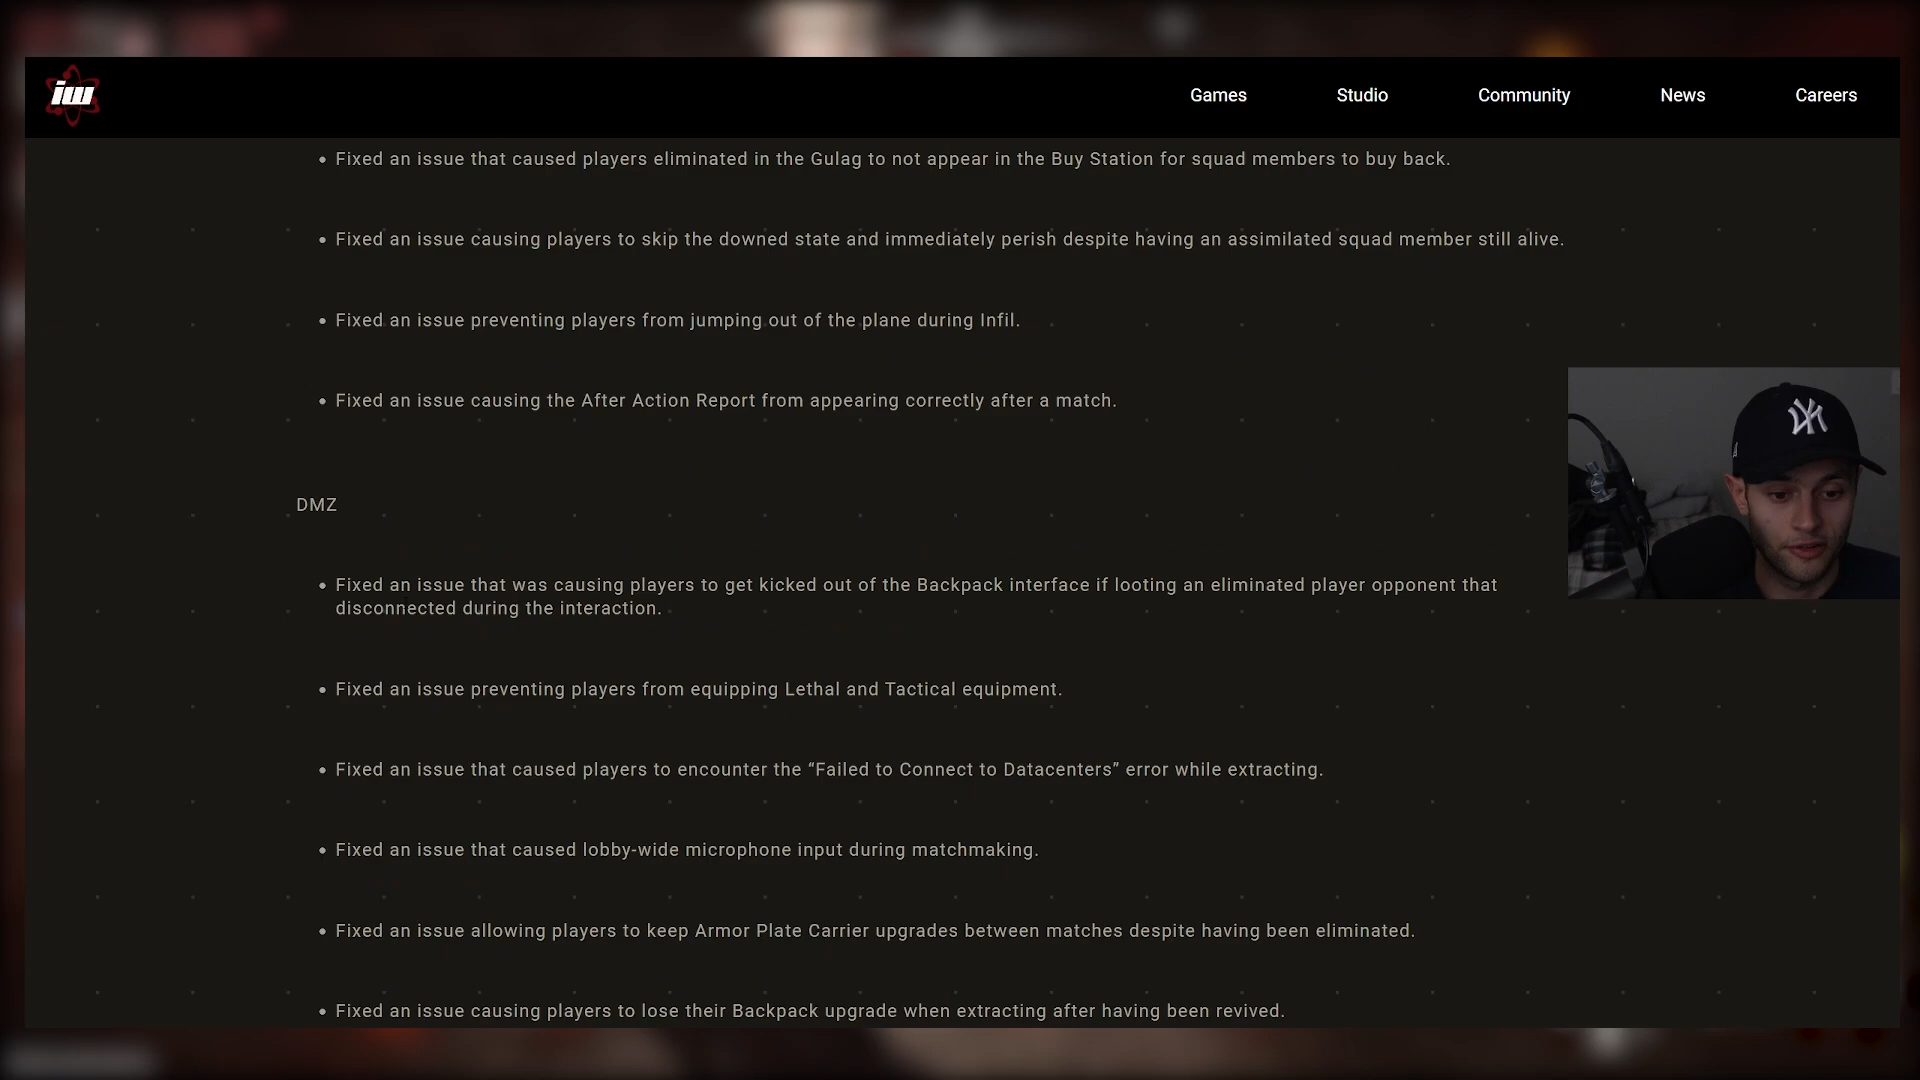 iw
Games Studio Community News Careers
• Fixed an issue that caused players eliminated in the Gulag to not appear in the Buy Station for squad members to buy back.
• Fixed an issue causing players to skip the downed state and immediately perish despite having an assimilated squad member still alive.
• Fixed an issue preventing players from jumping out of the plane during Infil.
• Fixed an issue causing the After Action Report from appearing correctly after a match.
DMZ
• Fixed an issue that was causing players to get kicked out of the Backpack interface if looting an eliminated player opponent that
disconnected during the interaction.
• Fixed an issue preventing players from equipping Lethal and Tactical equipment.
• Fixed an issue that caused players to encounter the “Failed to Connect to Datacenters” error while extracting.
• Fixed an issue that caused lobby-wide microphone input during matchmaking.
• Fixed an issue allowing players to keep Armor Plate Carrier upgrades between matches despite having been eliminated.
• Fixed an issue causing players to lose their Backpack upgrade when extracting after having been revived.
NY